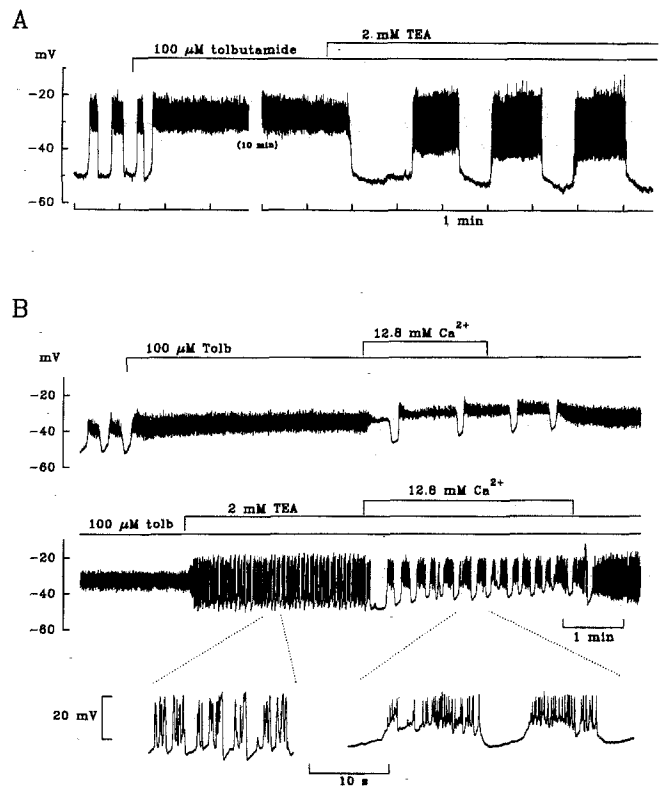 A
2 mM TEA
mV
100 µM tolbutamide
-20
-40
-60
(10 min)
1 min
B
12.8 mM Ca2+
mV
100 µM Tolb
-20
-40
-60
12.8 mM Ca2+
2 mM TEA
mV
100 µM tolb
-20
-40
-60
1 min
20 mV
10 s